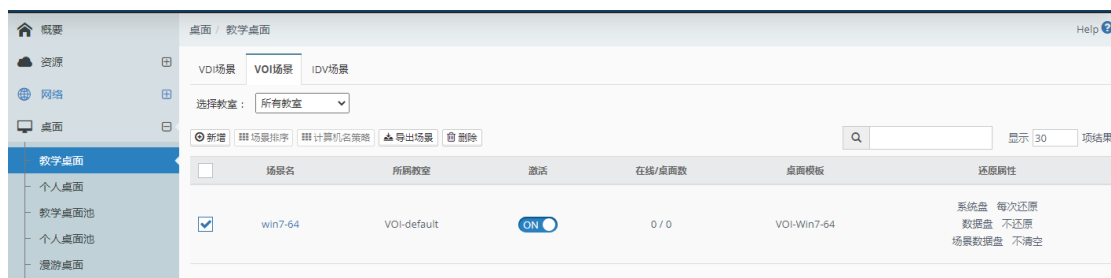 概要
桌面 / 教学桌面
Help
资源
VDI场景 VOI场景 IDV场景
网络
选择教室： 所有教室
桌面
新增 场景排序 计算机名策略 导出场景 删除
显示 30 项结果
教学桌面
场景名 所属教室 激活 在线/桌面数 桌面模板 还原属性
个人桌面
教学桌面池
win7-64 VOI-default ON 0 / 0 VOI-Win7-64
系统盘 每次还原
数据盘 不还原
场景数据盘 不清空
个人桌面池
漫游桌面